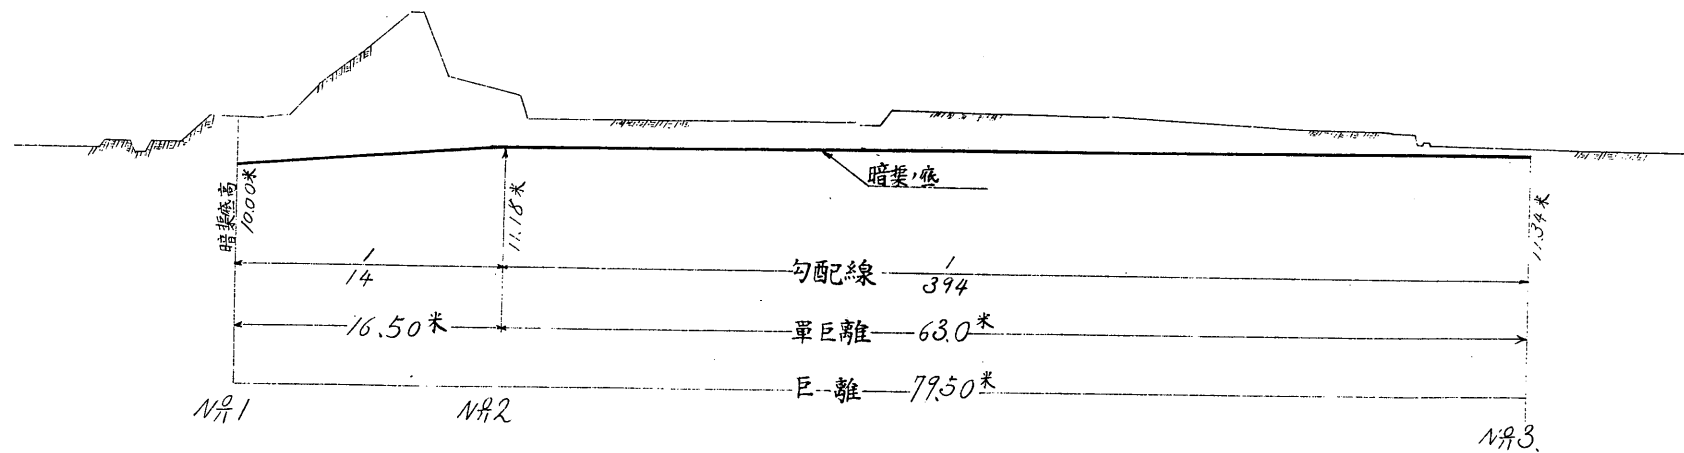 暗渠ノ底
暗渠底高
10.00米
11.18米
11.34米
1/14
勾配線 1/394
16.50米
單巨離 63.0米
巨離 79.50米
No.1
No.2
No.3.